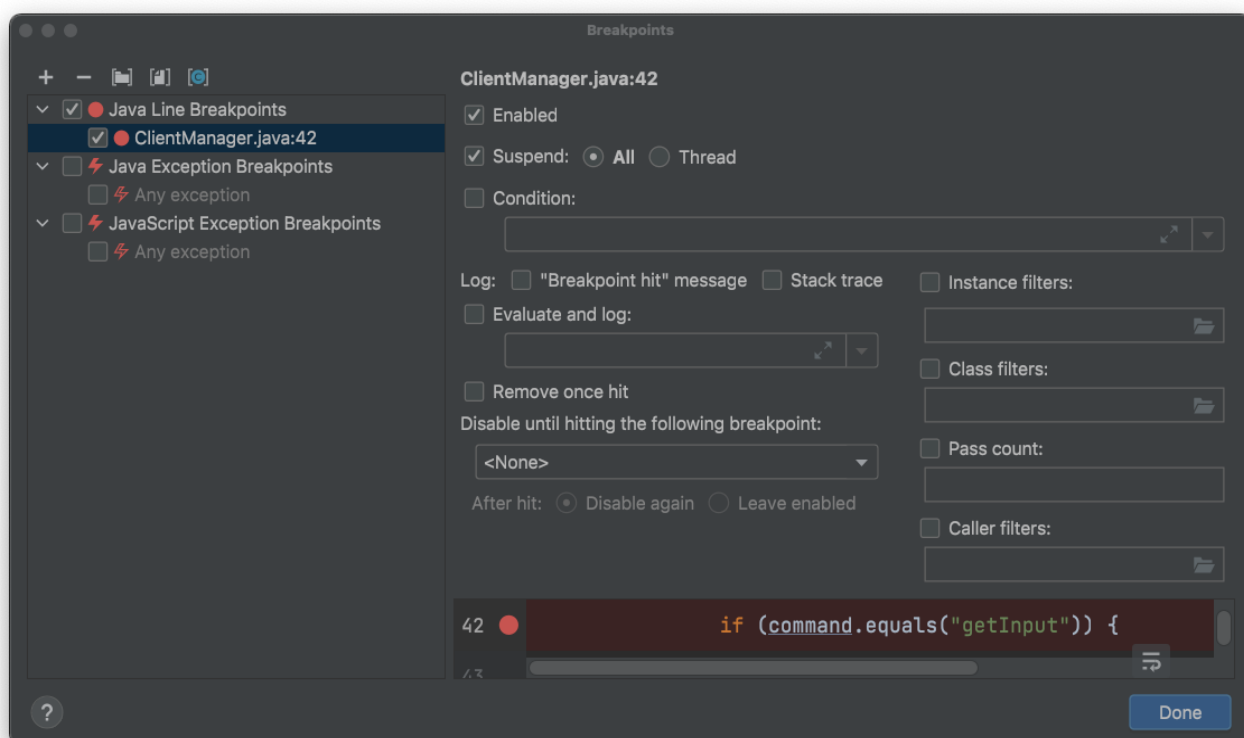 Breakpoints
Java Line Breakpoints
ClientManager.java:42
Java Exception Breakpoints
Any exception
JavaScript Exception Breakpoints
Any exception
ClientManager.java:42
Enabled
Suspend: All Thread
Condition:
Log: "Breakpoint hit" message Stack trace
Evaluate and log:
Remove once hit
Disable until hitting the following breakpoint:
<None>
After hit: Disable again Leave enabled
Instance filters:
Class filters:
Pass count:
Caller filters:
42 if (command.equals("getInput")) {
43
? Done